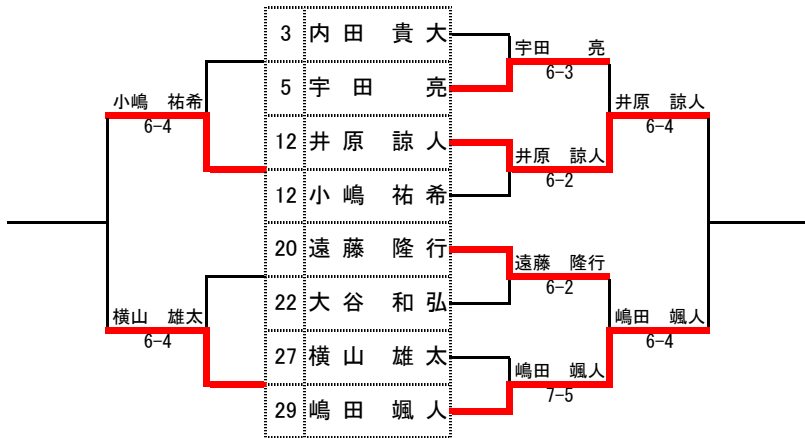 3 内田 貴大
5 宇田 亮
12 井原 諒人
12 小嶋 祐希
20 遠藤 隆行
22 大谷 和弘
27 横山 雄太
29 嶋田 颯人
小嶋 祐希
6-4
横山 雄太
6-4
宇田 亮
6-3
井原 諒人
6-2
遠藤 隆行
6-2
嶋田 颯人
7-5
井原 諒人
6-4
嶋田 颯人
6-4